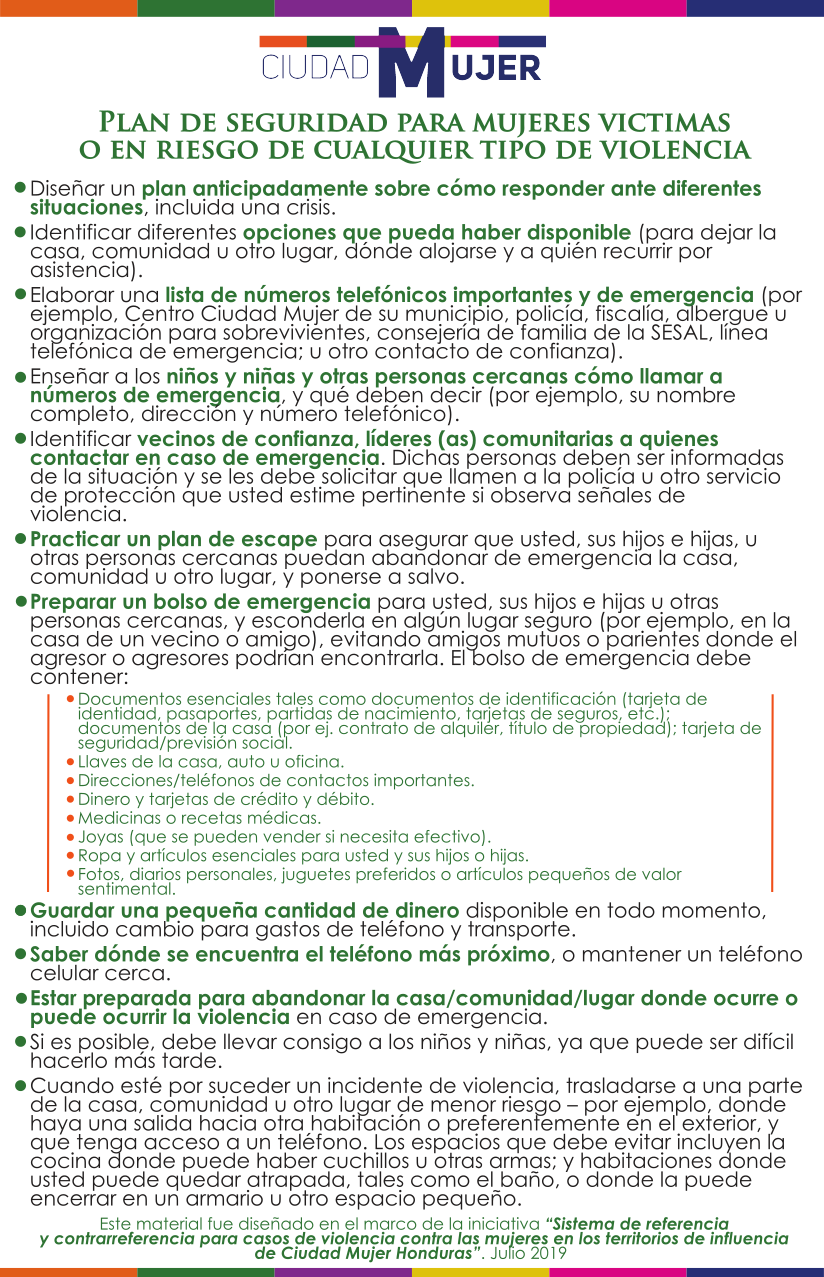 CIUDAD MUJER
PLAN DE SEGURIDAD PARA MUJERES VICTIMAS
O EN RIESGO DE CUALQUIER TIPO DE VIOLENCIA
● Diseñar un plan anticipadamente sobre cómo responder ante diferentes
situaciones, incluida una crisis.
● Identificar diferentes opciones que pueda haber disponible (para dejar la
casa, comunidad u otro lugar, dónde alojarse y a quién recurrir por
asistencia).
● Elaborar una lista de números telefónicos importantes y de emergencia (por
ejemplo, Centro Ciudad Mujer de su municipio, policía, fiscalía, albergue u
organización para sobrevivientes, consejería de familia de la SESAL, línea
telefónica de emergencia; u otro contacto de confianza).
● Enseñar a los niños y niñas y otras personas cercanas cómo llamar a
números de emergencia, y qué deben decir (por ejemplo, su nombre
completo, dirección y número telefónico).
● Identificar vecinos de confianza, líderes (as) comunitarias a quienes
contactar en caso de emergencia. Dichas personas deben ser informadas
de la situación y se les debe solicitar que llamen a la policía u otro servicio
de protección que usted estime pertinente si observa señales de
violencia.
● Practicar un plan de escape para asegurar que usted, sus hijos e hijas, u
otras personas cercanas puedan abandonar de emergencia la casa,
comunidad u otro lugar, y ponerse a salvo.
● Preparar un bolso de emergencia para usted, sus hijos e hijas u otras
personas cercanas, y esconderla en algún lugar seguro (por ejemplo, en la
casa de un vecino o amigo), evitando amigos mutuos o parientes donde el
agresor o agresores podrían encontrarla. El bolso de emergencia debe
contener:
● Documentos esenciales tales como documentos de identificación (tarjeta de
identidad, pasaportes, partidas de nacimiento, tarjetas de seguros, etc.);
documentos de la casa (por ej. contrato de alquiler, título de propiedad); tarjeta de
seguridad/previsión social.
● Llaves de la casa, auto u oficina.
● Direcciones/teléfonos de contactos importantes.
● Dinero y tarjetas de crédito y débito.
● Medicinas o recetas médicas.
● Joyas (que se pueden vender si necesita efectivo).
● Ropa y artículos esenciales para usted y sus hijos o hijas.
● Fotos, diarios personales, juguetes preferidos o artículos pequeños de valor
sentimental.
● Guardar una pequeña cantidad de dinero disponible en todo momento,
incluido cambio para gastos de teléfono y transporte.
● Saber dónde se encuentra el teléfono más próximo, o mantener un teléfono
celular cerca.
● Estar preparada para abandonar la casa/comunidad/lugar donde ocurre o
puede ocurrir la violencia en caso de emergencia.
● Si es posible, debe llevar consigo a los niños y niñas, ya que puede ser difícil
hacerlo más tarde.
● Cuando esté por suceder un incidente de violencia, trasladarse a una parte
de la casa, comunidad u otro lugar de menor riesgo – por ejemplo, donde
haya una salida hacia otra habitación o preferentemente en el exterior, y
que tenga acceso a un teléfono. Los espacios que debe evitar incluyen la
cocina donde puede haber cuchillos u otras armas; y habitaciones donde
usted puede quedar atrapada, tales como el baño, o donde la puede
encerrar en un armario u otro espacio pequeño.
Este material fue diseñado en el marco de la iniciativa “Sistema de referencia
y contrarreferencia para casos de violencia contra las mujeres en los territorios de influencia
de Ciudad Mujer Honduras”. Julio 2019